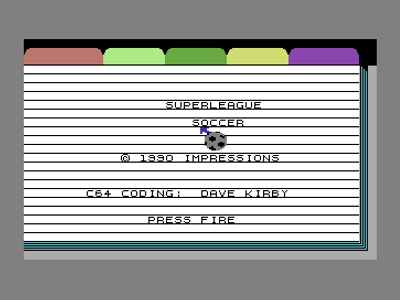 SUPERLEAGUE
SOCCER
© 1990 IMPRESSIONS
C64 CODING: DAVE KIRBY
PRESS FIRE